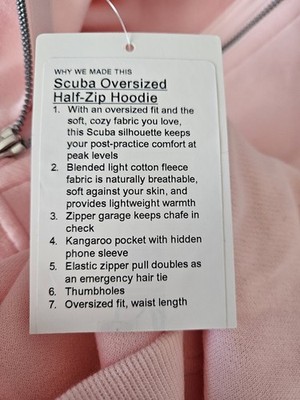 WHY WE MADE THIS
Scuba Oversized
Half-Zip Hoodie
1. With an oversized fit and the
soft, cozy fabric you love,
this Scuba silhouette keeps
your post-practice comfort at
peak levels
2. Blended light cotton fleece
fabric is naturally breathable,
soft against your skin, and
provides lightweight warmth
3. Zipper garage keeps chafe in
check
4. Kangaroo pocket with hidden
phone sleeve
5. Elastic zipper pull doubles as
an emergency hair tie
6. Thumbholes
7. Oversized fit, waist length